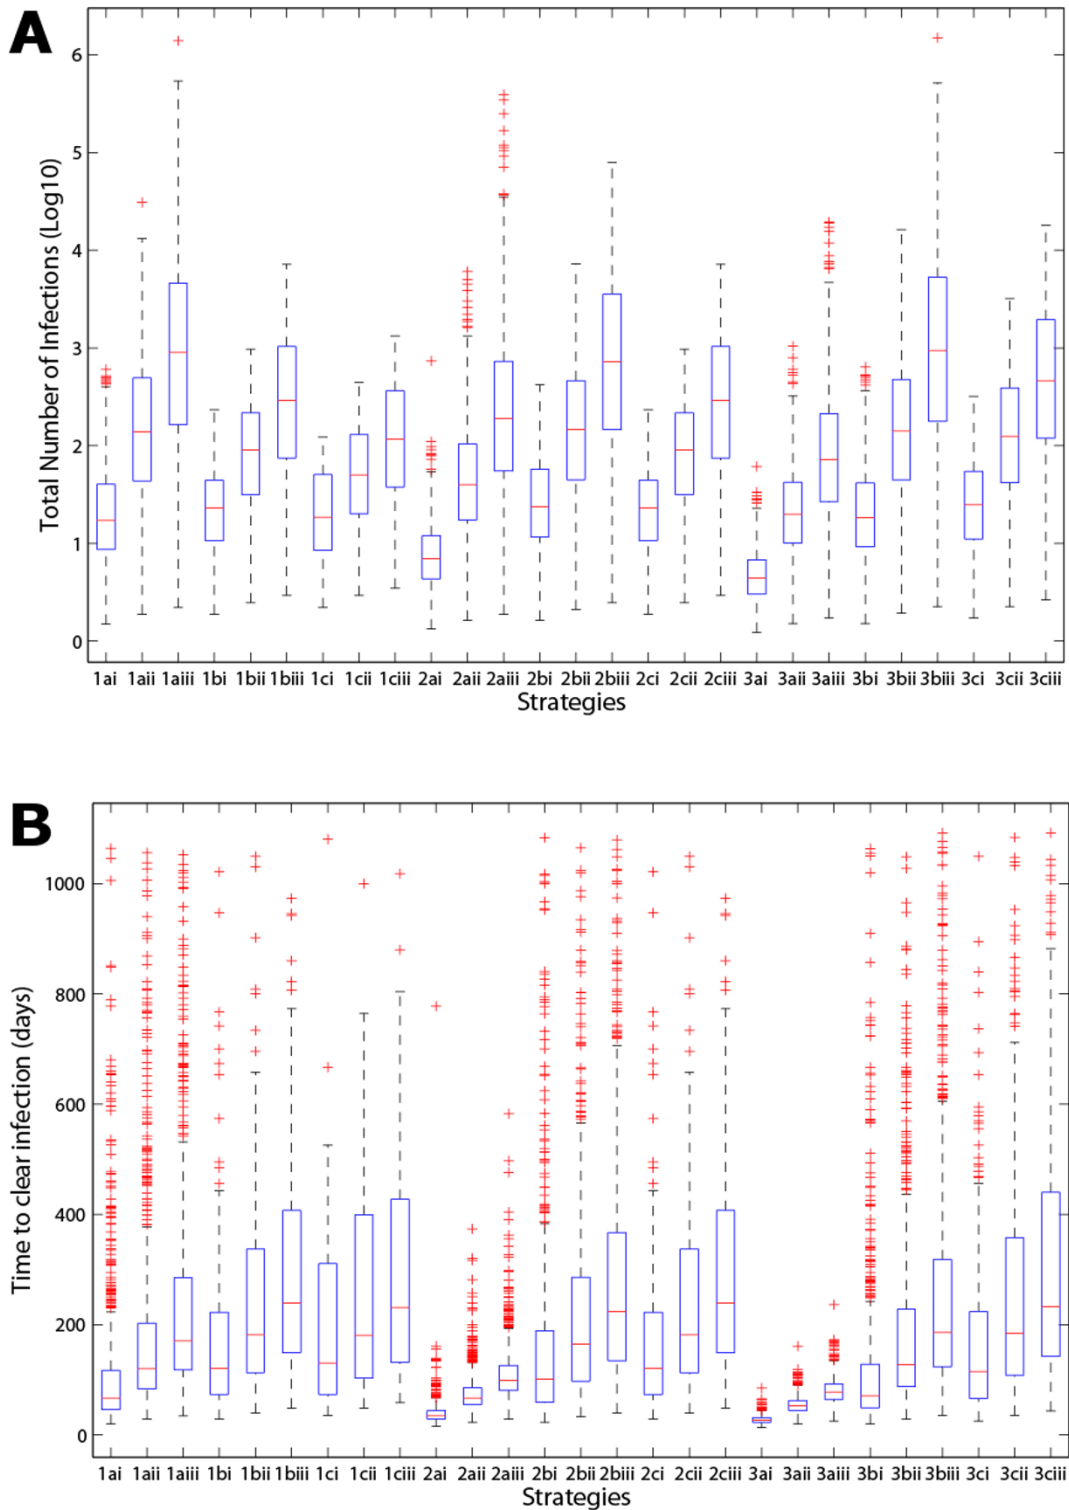 A
6
5
4
3
2
1
0
Total Number of Infections (Log10)
1ai 1aii 1aiii 1bi 1bii 1biii 1ci 1cii 1ciii 2ai 2aii 2aiii 2bi 2bii 2biii 2ci 2cii 2ciii 3ai 3aii 3aiii 3bi 3bii 3biii 3ci 3cii 3ciii
Strategies
B
1000
800
600
400
200
0
Time to clear infection (days)
1ai 1aii 1aiii 1bi 1bii 1biii 1ci 1cii 1ciii 2ai 2aii 2aiii 2bi 2bii 2biii 2ci 2cii 2ciii 3ai 3aii 3aiii 3bi 3bii 3biii 3ci 3cii 3ciii
Strategies